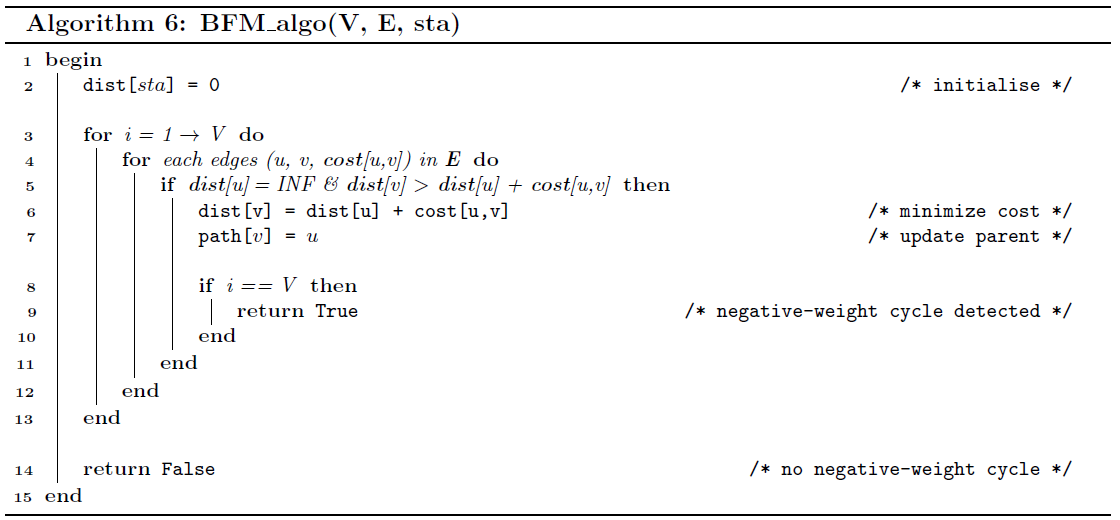 Algorithm 6: BFM_algo(V, E, sta)
1 begin
2 dist[sta] = 0 /* initialise */
3 for i = 1 → V do
4 for each edges (u, v, cost[u,v]) in E do
5 if dist[u] = INF & dist[v] > dist[u] + cost[u,v] then
6 dist[v] = dist[u] + cost[u,v] /* minimize cost */
7 path[v] = u /* update parent */
8 if i == V then
9 return True /* negative-weight cycle detected */
10 end
11 end
12 end
13 end
14 return False /* no negative-weight cycle */
15 end